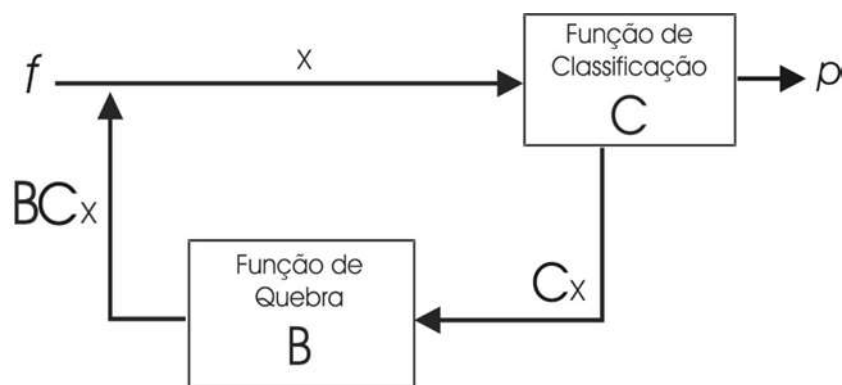 f
x
Função de
Classificação
C
p
BCx
Função de
Quebra
B
Cx